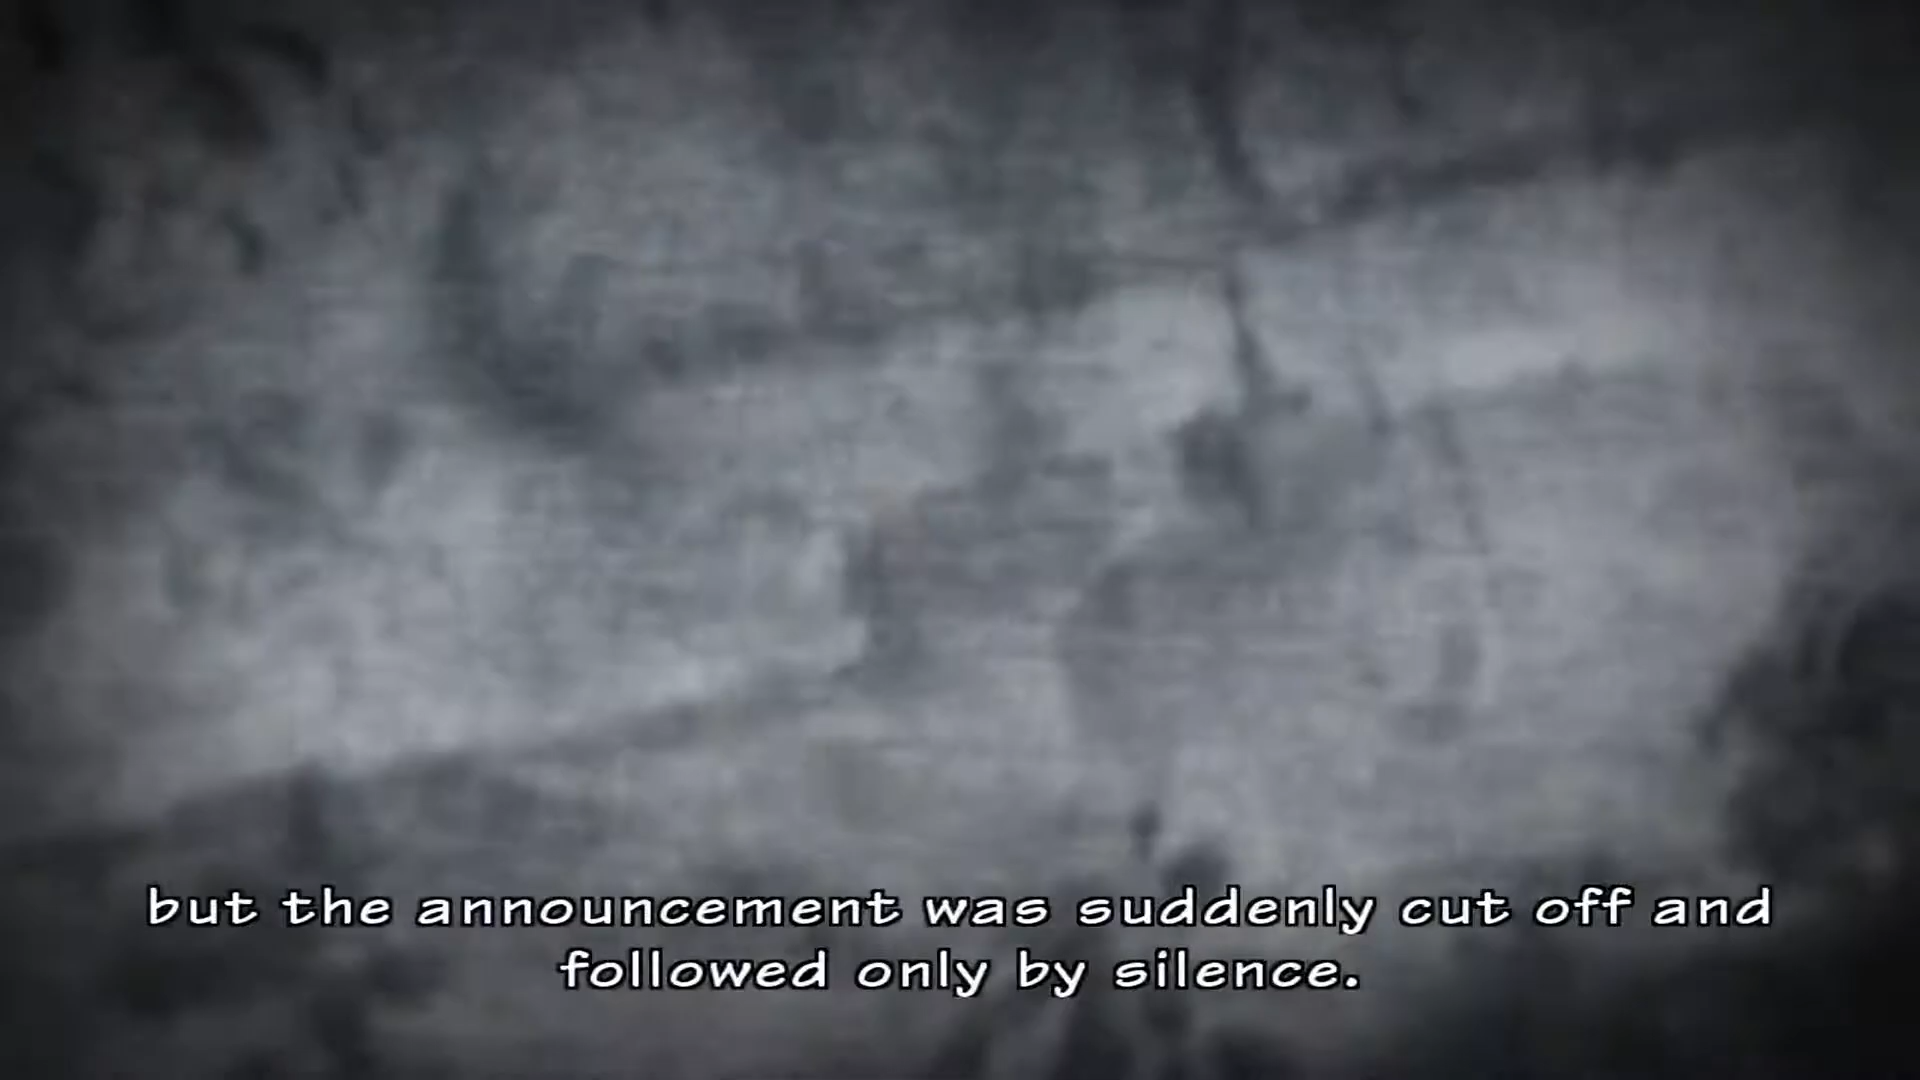 but the announcement was suddenly cut off and
followed only by silence.